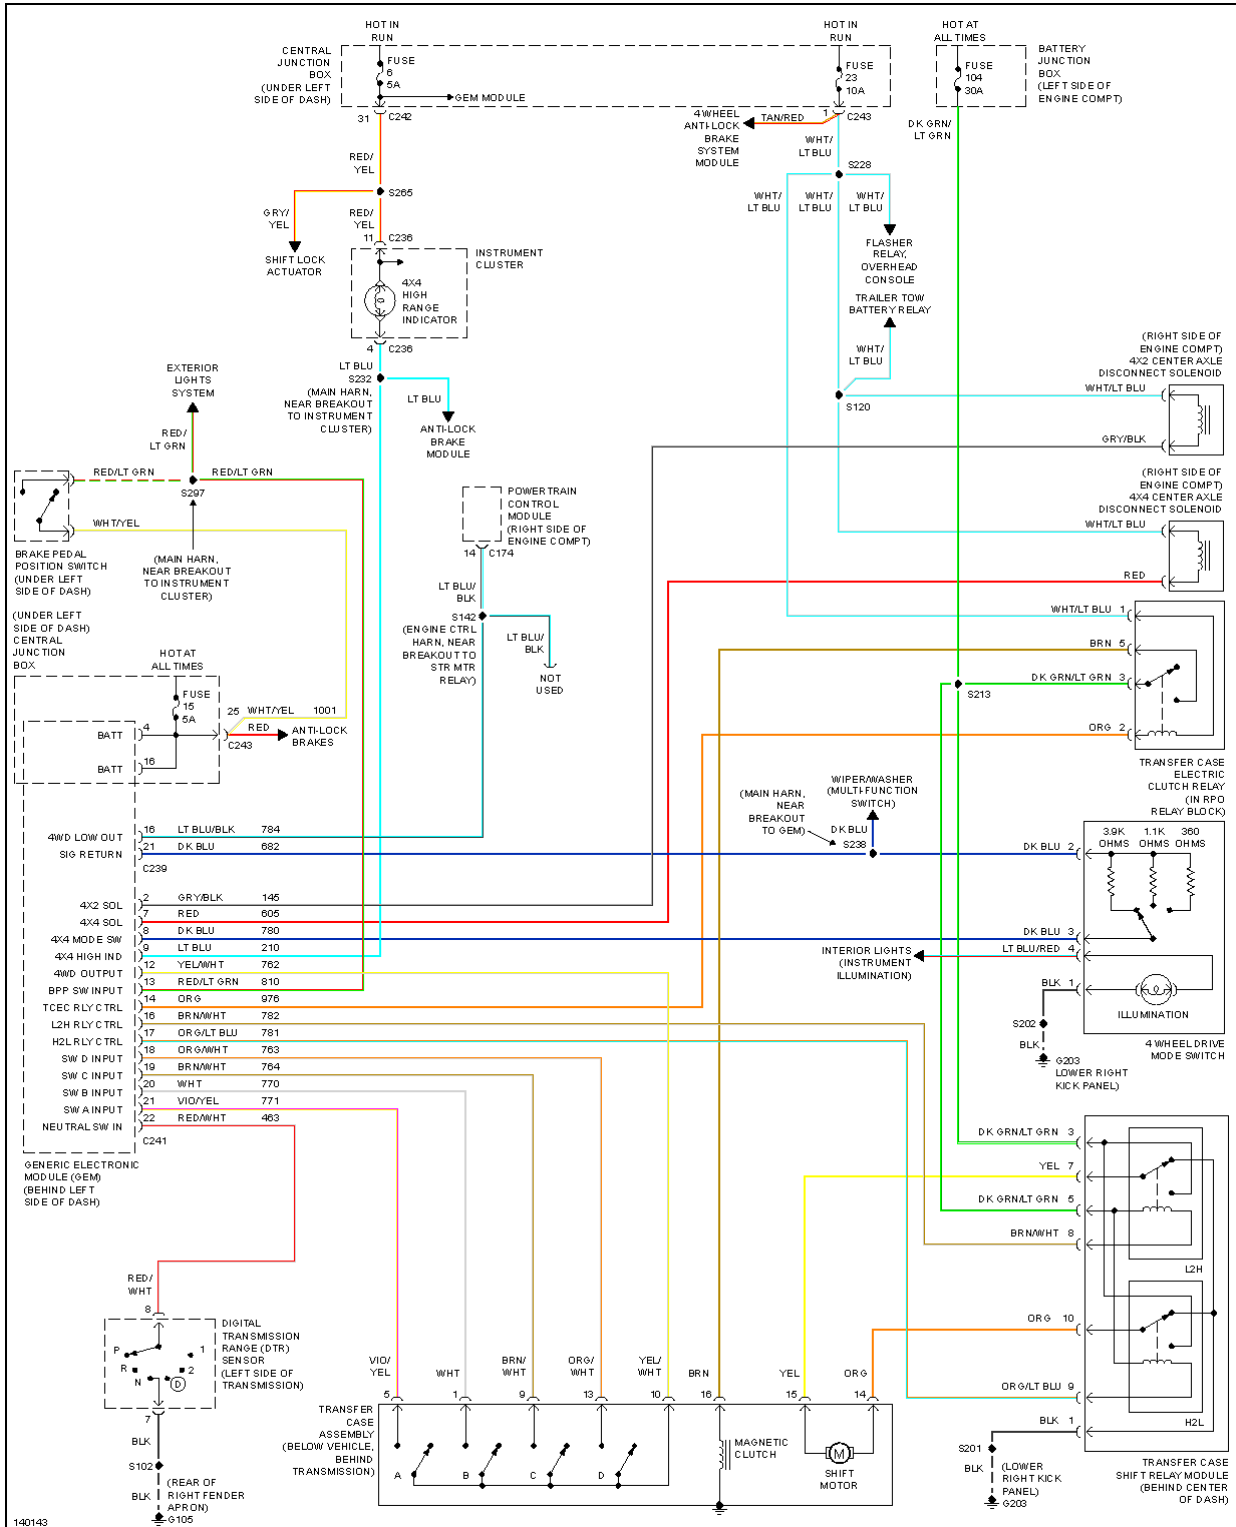 HOT IN
RUN
CENTRAL
JUNCTION
BOX
(UNDER LEFT
SIDE OF DASH)
FUSE
6
5A
GEM MODULE
31
C242
HOT IN
RUN
FUSE
23
10A
1
C243
TAN/RED
4 WHEEL
ANTI-LOCK
BRAKE
SYSTEM
MODULE
HOT AT
ALL TIMES
FUSE
104
30A
BATTERY
JUNCTION
BOX
(LEFT SIDE OF
ENGINE COMPT)
DK GRN/
LT GRN
WHT/
LT BLU
S228
WHT/
LT BLU
WHT/
LT BLU
WHT/
LT BLU
FLASHER
RELAY,
OVERHEAD
CONSOLE
TRAILER TOW
BATTERY RELAY
WHT/
LT BLU
S120
RED/
YEL
S265
GRY/
YEL
RED/
YEL
SHIFT LOCK
ACTUATOR
11
C236
INSTRUMENT
CLUSTER
4X4
HIGH
RANGE
INDICATOR
4
C236
LT BLU
S232
(MAIN HARN,
NEAR BREAKOUT
TO INSTRUMENT
CLUSTER)
LT BLU
ANTI-LOCK
BRAKE
MODULE
EXTERIOR
LIGHTS
SYSTEM
RED/
LT GRN
RED/LT GRN
RED/LT GRN
S297
WHT/YEL
BRAKE PEDAL
POSITION SWITCH
(UNDER LEFT
SIDE OF DASH)
(MAIN HARN,
NEAR BREAKOUT
TO INSTRUMENT
CLUSTER)
(RIGHT SIDE OF
ENGINE COMPT)
4X2 CENTER AXLE
DISCONNECT SOLENOID
WHT/LT BLU
GRY/BLK
(RIGHT SIDE OF
ENGINE COMPT)
4X4 CENTER AXLE
DISCONNECT SOLENOID
WHT/LT BLU
RED
POWERTRAIN
CONTROL
MODULE
(RIGHT SIDE OF
ENGINE COMPT)
14
C174
LT BLU/
BLK
S142
(ENGINE CTRL
HARN, NEAR
BREAKOUT TO
STR MTR
RELAY)
LT BLU/
BLK
NOT
USED
(UNDER LEFT
SIDE OF DASH)
CENTRAL
JUNCTION
BOX
HOT AT
ALL TIMES
FUSE
15
5A
25
WHT/YEL
1001
RED
ANTI-LOCK
BRAKES
C243
BATT
4
BATT
16
WHT/LT BLU 1
BRN 5
DK GRN/LT GRN 3
S213
ORG 2
TRANSFER CASE
ELECTRIC
CLUTCH RELAY
(IN RPO
RELAY BLOCK)
4WD LOW OUT
16
LT BLU/BLK
784
SIG RETURN
21
DK BLU
682
C239
(MAIN HARN,
NEAR
BREAKOUT
TO GEM)
WIPER/WASHER
(MULTI-FUNCTION
SWITCH)
DK BLU
S238
DK BLU 2
3.9K
OHMS
1.1K
OHMS
360
OHMS
4X2 SOL
2
GRY/BLK
145
4X4 SOL
7
RED
605
4X4 MODE SW
8
DK BLU
780
4X4 HIGH IND
9
LT BLU
210
4WD OUTPUT
12
YEL/WHT
762
BPP SW INPUT
13
RED/LT GRN
810
TCEC RLY CTRL
14
ORG
976
L2H RLY CTRL
16
BRN/WHT
782
H2L RLY CTRL
17
ORG/LT BLU
781
SW D INPUT
18
ORG/WHT
763
SW C INPUT
19
BRN/WHT
764
SW B INPUT
20
WHT
770
SW A INPUT
21
VIO/YEL
771
NEUTRAL SW IN
22
RED/WHT
463
C241
GENERIC ELECTRONIC
MODULE (GEM)
(BEHIND LEFT
SIDE OF DASH)
DK BLU 3
INTERIOR LIGHTS
(INSTRUMENT
ILLUMINATION)
LT BLU/RED 4
BLK 1
ILLUMINATION
S202
BLK
G203
LOWER RIGHT
KICK PANEL)
4 WHEEL DRIVE
MODE SWITCH
DK GRN/LT GRN 3
YEL 7
DK GRN/LT GRN 5
BRN/WHT 8
L2H
ORG 10
ORG/LT BLU 9
BLK 1
H2L
S201
BLK
(LOWER
RIGHT KICK
PANEL)
G203
TRANSFER CASE
SHIFT RELAY MODULE
(BEHIND CENTER
OF DASH)
RED/
WHT
8
P
R
N
D
2
1
DIGITAL
TRANSMISSION
RANGE (DTR)
SENSOR
(LEFT SIDE OF
TRANSMISSION)
7
BLK
S102
BLK
(REAR OF
RIGHT FENDER
APRON)
G105
VIO/
YEL
WHT
BRN/
WHT
ORG/
WHT
YEL/
WHT
BRN
YEL
ORG
5
1
9
13
10
16
15
14
TRANSFER
CASE
ASSEMBLY
(BELOW VEHICLE,
BEHIND
TRANSMISSION)
A
B
C
D
MAGNETIC
CLUTCH
M
SHIFT
MOTOR
140143